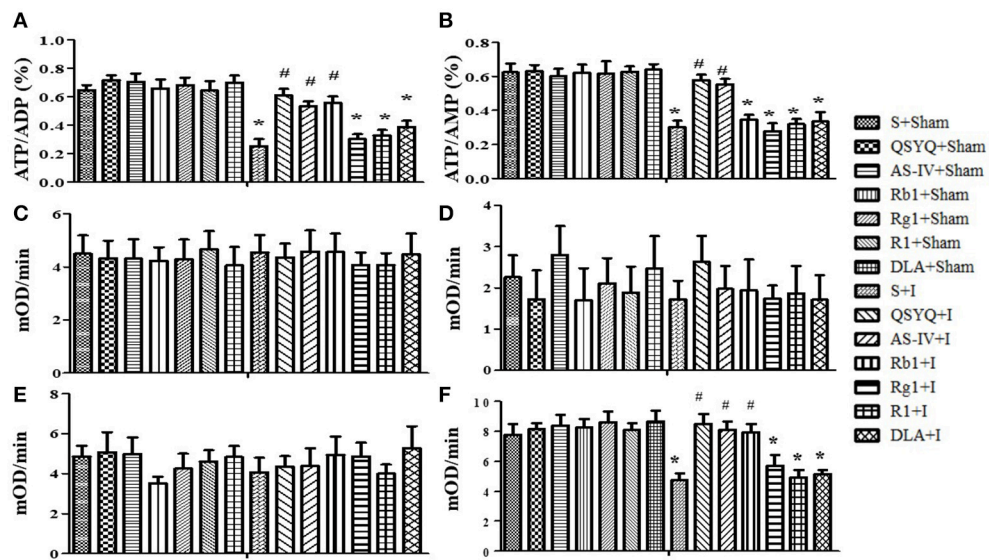 A
ATP/ADP (%)
1.0
0.8
0.6
0.4
0.2
0.0
* # # # * * *
B
ATP/AMP (%)
0.8
0.6
0.4
0.2
0.0
* # # * * * *
C
mOD/min
6
4
2
0
D
mOD/min
4
3
2
1
0
E
mOD/min
8
6
4
2
0
F
mOD/min
10
8
6
4
2
0
* # # # * * *
S+Sham
QSYQ+Sham
AS-IV+Sham
Rb1+Sham
Rg1+Sham
R1+Sham
DLA+Sham
S+I
QSYQ+I
AS-IV+I
Rb1+I
Rg1+I
R1+I
DLA+I